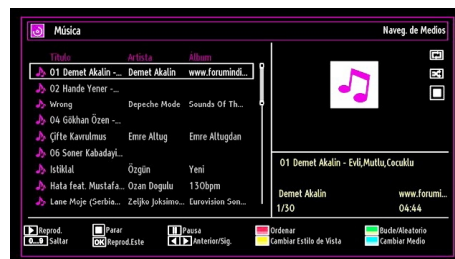 Música Naveg. de Medios
Título Artista Álbum
01 Demet Akalin -... Demet Akalin www.forumindi...
02 Hande Yener -...
Wrong Depeche Mode Sounds Of Th...
04 Gökhan Özen -...
Çifte Kavrulmus Emre Altug Emre Altugdan
06 Soner Kabadayi...
Istiklal Özgün Yeni
Hata feat. Mustafa... Ozan Dogulu 130bpm
Lane Moje (Serbia... Zeljko Joksimo... Eurovision Son...
01 Demet Akalin - Evli,Mutlu,Cocuklu
Demet Akalin www.forumi...
1/30 04:44
Reprod. Parar Pausa Ordenar Bude/Aleatorio
0...9 Saltar OK Reprod.Este Anterior/Sig. Cambiar Estilo de Vista Cambiar Medio